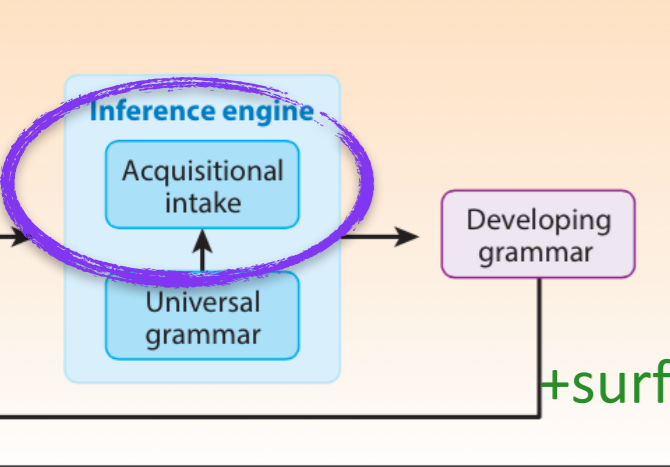 Inference engine
Acquisitional
intake
Developing
grammar
Universal
grammar
+surf